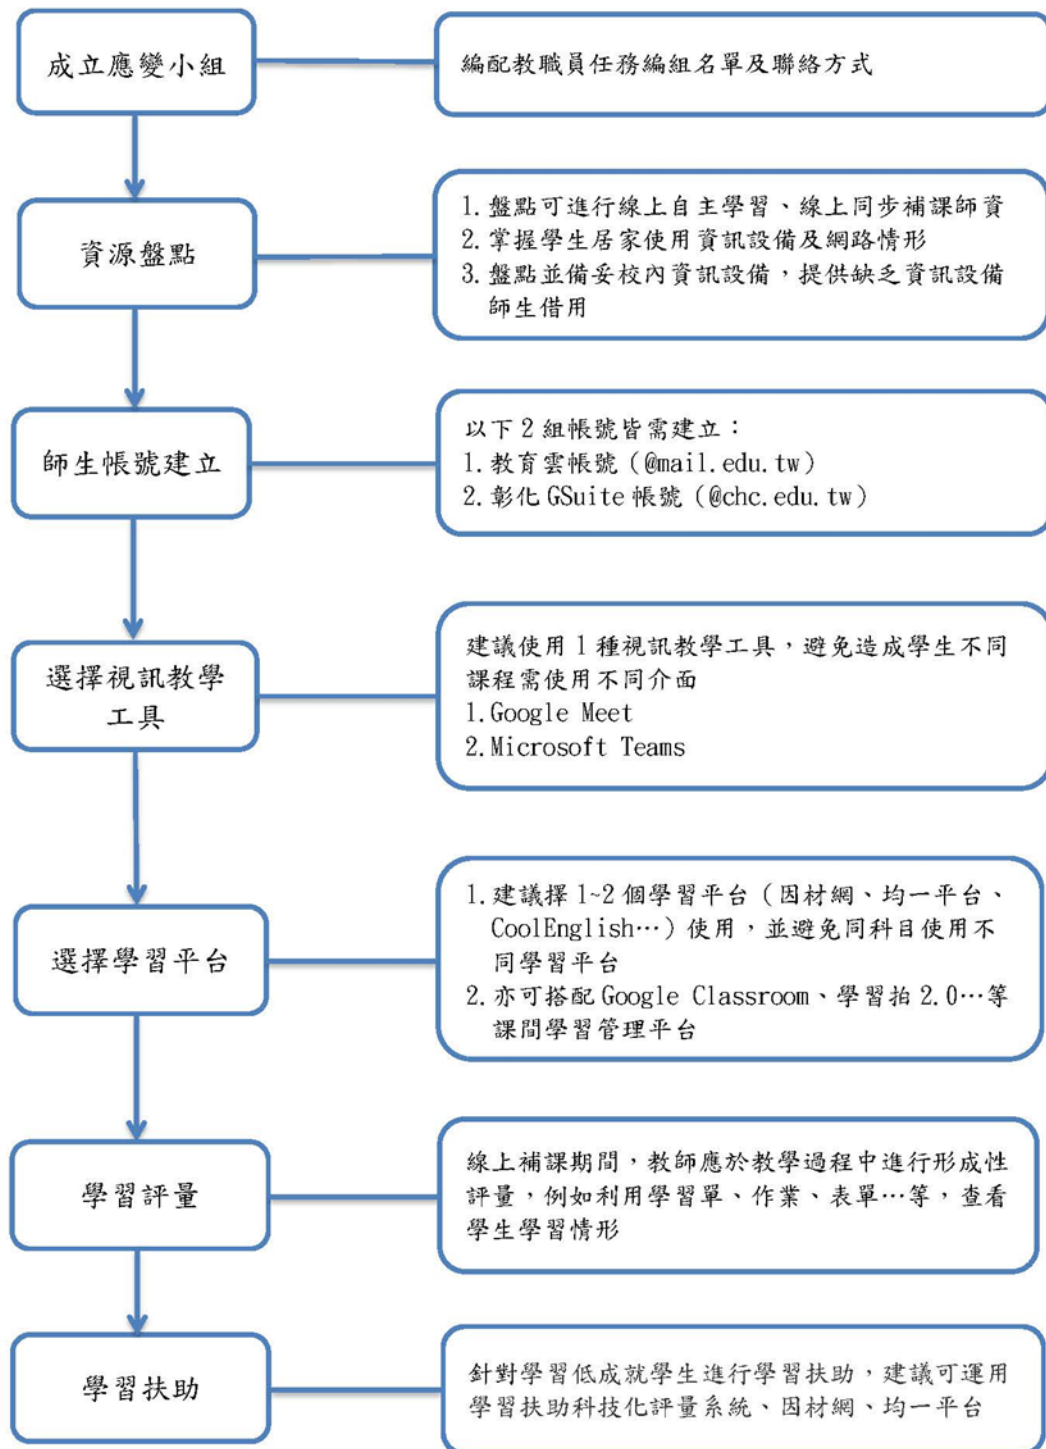 成立應變小組
編配教職員任務編組名單及聯絡方式
資源盤點
1. 盤點可進行線上自主學習、線上同步補課師資
2. 掌握學生居家使用資訊設備及網路情形
3. 盤點並備妥校內資訊設備，提供缺乏資訊設備
師生借用
師生帳號建立
以下 2 組帳號皆需建立：
1. 教育雲帳號（@mail.edu.tw）
2. 彰化 GSuite 帳號（@chc.edu.tw）
選擇視訊教學
工具
建議使用 1 種視訊教學工具，避免造成學生不同
課程需使用不同介面
1. Google Meet
2. Microsoft Teams
選擇學習平台
1. 建議擇 1~2 個學習平台（因材網、均一平台、
CoolEnglish…）使用，並避免同科目使用不
同學習平台
2. 亦可搭配 Google Classroom、學習拍 2.0…等
課間學習管理平台
學習評量
線上補課期間，教師應於教學過程中進行形成性
評量，例如利用學習單、作業、表單…等，查看
學生學習情形
學習扶助
針對學習低成就學生進行學習扶助，建議可運用
學習扶助科技化評量系統、因材網、均一平台